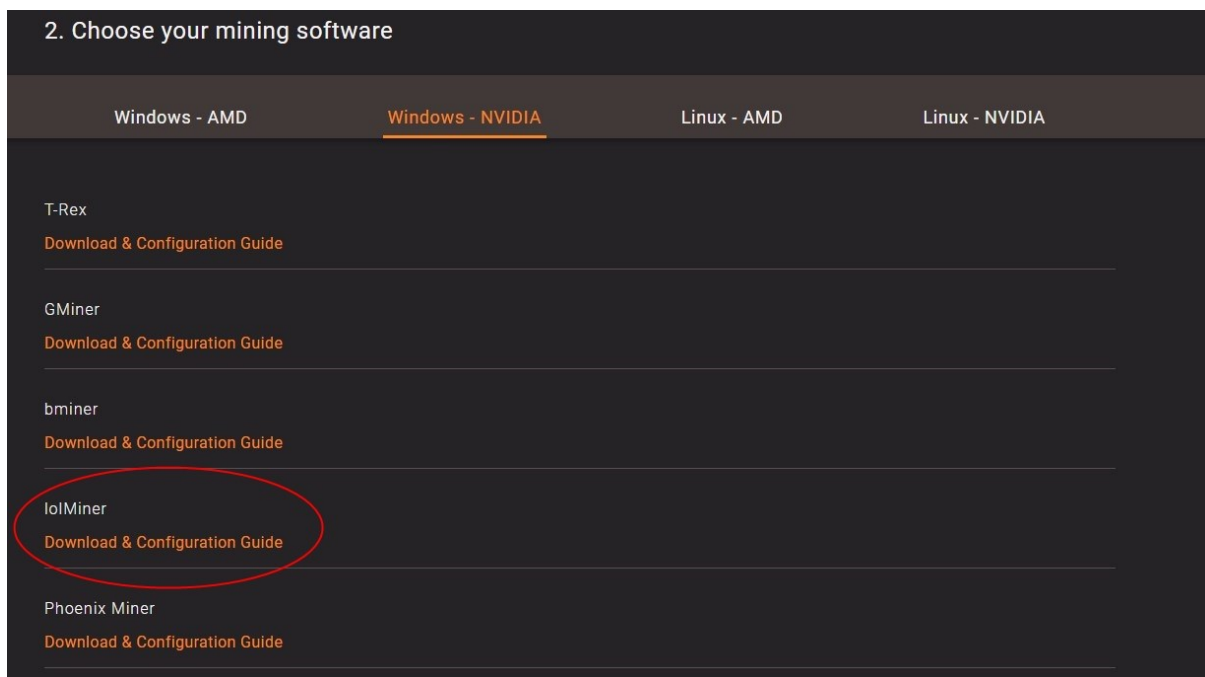 2. Choose your mining software
Windows - AMD Windows - NVIDIA Linux - AMD Linux - NVIDIA
T-Rex
Download & Configuration Guide
GMiner
Download & Configuration Guide
bminer
Download & Configuration Guide
lolMiner
Download & Configuration Guide
Phoenix Miner
Download & Configuration Guide